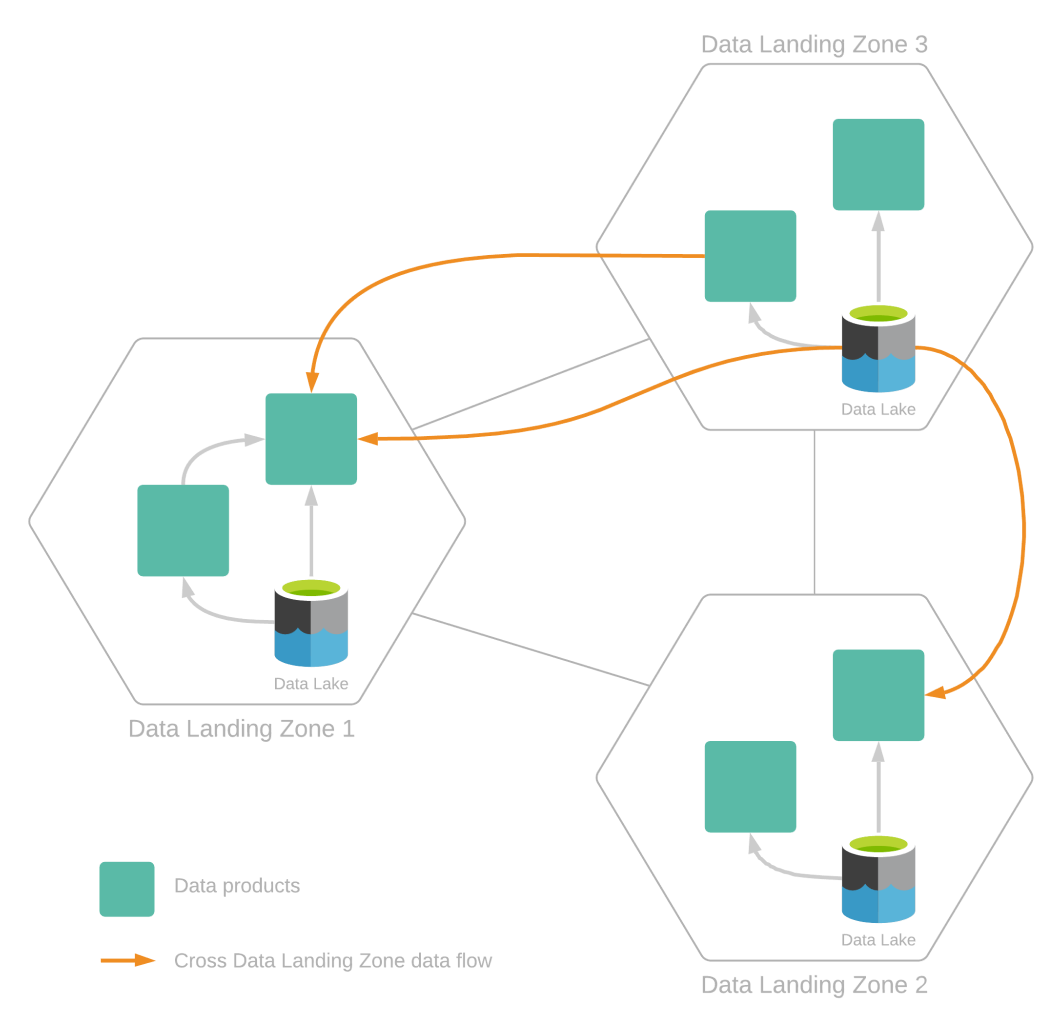 Data Landing Zone 3
Data Lake
Data Lake
Data Landing Zone 1
Data products
Data Lake
Cross Data Landing Zone data flow
Data Landing Zone 2